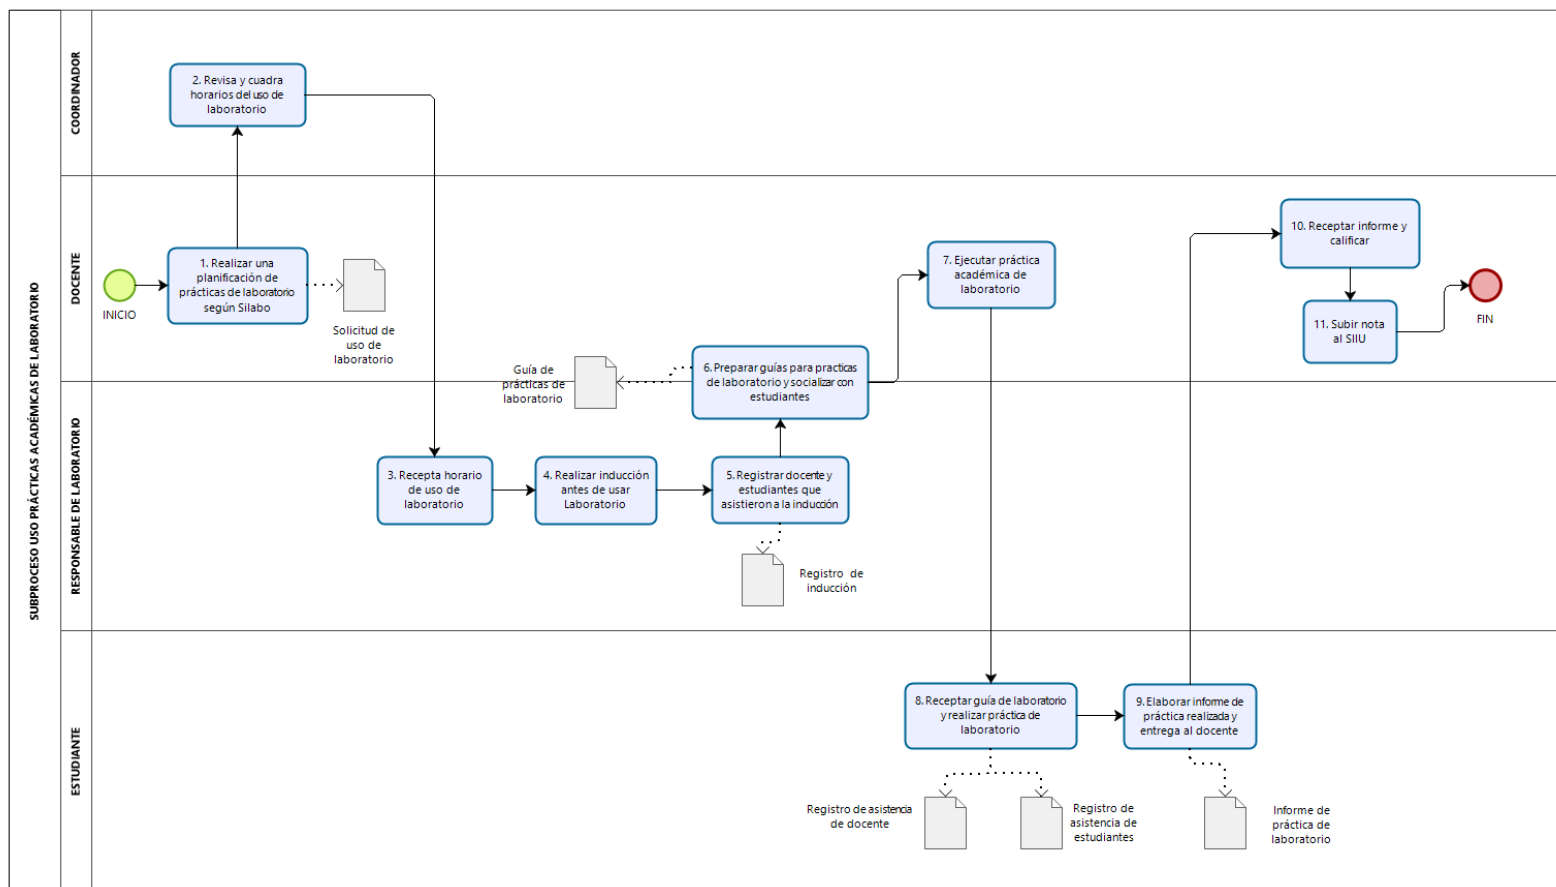 SUBPROCESO USO PRÁCTICAS ACADÉMICAS DE LABORATORIO
COORDINADOR
2. Revisa y cuadra
horarios del uso de
laboratorio
DOCENTE
INICIO
1. Realizar una
planificación de
prácticas de laboratorio
según Silabo
Solicitud de
uso de
laboratorio
7. Ejecutar práctica
académica de
laboratorio
10. Receptar informe y
calificar
11. Subir nota
al SIIU
FIN
Guía de
prácticas de
laboratorio
6. Preparar guías para practicas
de laboratorio y socializar con
estudiantes
RESPONSABLE DE LABORATORIO
3. Recepta horario
de uso de
laboratorio
4. Realizar inducción
antes de usar
Laboratorio
5. Registrar docente y
estudiantes que
asistieron a la inducción
Registro de
inducción
ESTUDIANTE
8. Receptar guía de laboratorio
y realizar práctica de
laboratorio
9. Elaborar informe de
práctica realizada y
entrega al docente
Registro de asistencia
de docente
Registro de
asistencia de
estudiantes
Informe de
práctica de
laboratorio